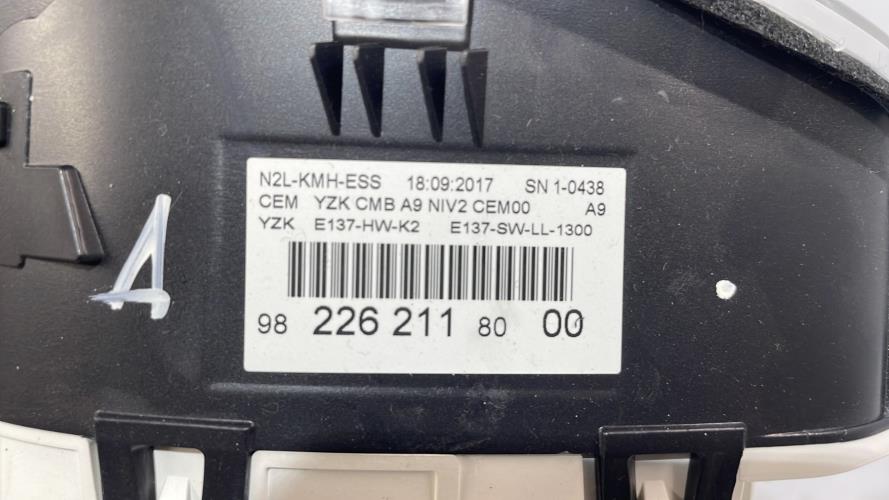 N2L-KMH-ESS 18:09:2017 SN 1-0438
CEM YZK CMB A9 NIV2 CEM00 A9
YZK E137-HW-K2 E137-SW-LL-1300
98 226 211 80 00